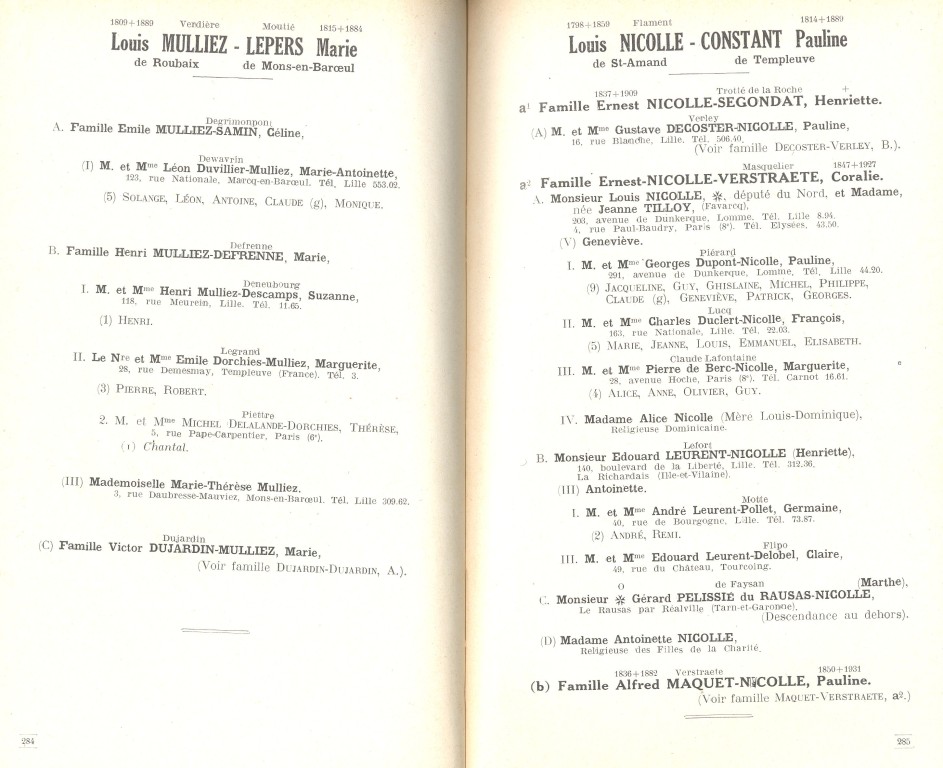 1809+1889 Verdière Moutié 1815+1884
Louis MULLIEZ - LEPERS Marie
de Roubaix de Mons-en-Barœul
Degrimonpont
A. Famille Emile MULLIEZ-SAMIN, Céline,
Dewavrin
(I) M. et Mme Léon Duvillier-Mulliez, Marie-Antoinette,
123, rue Nationale, Marcq-en-Barœul. Tél. Lille 553.02.
(5) SOLANGE, LÉON, ANTOINE, CLAUDE (g), MONIQUE.
Defrenne
B. Famille Henri MULLIEZ-DEFRENNE, Marie,
Deneubourg
I. M. et Mme Henri Mulliez-Descamps, Suzanne,
118, rue Meurein, Lille. Tél. 11.65.
(1) HENRI.
Legrand
II. Le Nre et Mme Emile Dorchies-Mulliez, Marguerite,
28, rue Demesmay, Templeuve (France). Tél. 3.
(3) PIERRE, ROBERT.
Piettre
2. M. et Mme MICHEL DELALANDE-DORCHIES, THÉRÈSE,
5, rue Pape-Carpentier, Paris (6e).
(1) Chantal.
(III) Mademoiselle Marie-Thérèse Mulliez,
3, rue Daubresse-Mauviez, Mons-en-Barœul. Tél. Lille 309.62.
Dujardin
(C) Famille Victor DUJARDIN-MULLIEZ, Marie,
(Voir famille DUJARDIN-DUJARDIN, A.).
284
1798+1859 Flament 1814+1889
Louis NICOLLE - CONSTANT Pauline
de St-Amand de Templeuve
1837+1909 Trotté de la Roche +
a1 Famille Ernest NICOLLE-SEGONDAT, Henriette.
Verley
(A) M. et Mme Gustave DECOSTER-NICOLLE, Pauline,
16, rue Blanche, Lille. Tél. 506.40.
(Voir famille DECOSTER-VERLEY, B.).
Masquelier 1847+1927
a2 Famille Ernest-NICOLLE-VERSTRAETE, Coralie.
A. Monsieur Louis NICOLLE, ✻, député du Nord, et Madame,
née Jeanne TILLOY, (Favarcq),
203, avenue de Dunkerque, Lomme. Tél. Lille 8.94.
4, rue Paul-Baudry, Paris (8e). Tél. Elysées, 43.50.
(V) Geneviève.
Piérard
I. M. et Mme Georges Dupont-Nicolle, Pauline,
291, avenue de Dunkerque, Lomme, Tél. Lille 44.20.
(9) JACQUELINE, GUY, GHISLAINE, MICHEL, PHILIPPE,
CLAUDE (g), GENEVIÈVE, PATRICK, GEORGES.
Lucq
II. M. et Mme Charles Duclert-Nicolle, François,
163, rue Nationale, Lille. Tél. 22.03.
(5) MARIE, JEANNE, LOUIS, EMMANUEL, ELISABETH.
Claude Lafontaine
III. M. et Mme Pierre de Berc-Nicolle, Marguerite,
28, avenue Hoche, Paris (8e). Tél. Carnot 16.61.
(4) ALICE, ANNE, OLIVIER, GUY.
IV. Madame Alice Nicolle (Mère Louis-Dominique),
Religieuse Dominicaine.
Lefort
B. Monsieur Edouard LEURENT-NICOLLE (Henriette),
140, boulevard de la Liberté, Lille. Tél. 312.36.
La Richardais (Ille-et-Vilaine).
(III) Antoinette.
Motte
I. M. et Mme André Leurent-Pollet, Germaine,
40, rue de Bourgogne, Lille. Tél. 73.87.
(2) ANDRÉ, REMI.
Flipo
III. M. et Mme Edouard Leurent-Delobel, Claire,
49, rue du Château, Tourcoing.
O de Faysan (Marthe),
C. Monsieur ✻ Gérard PELISSIÉ du RAUSAS-NICOLLE,
Le Rausas par Réalville (Tarn-et-Garonne).
(Descendance au dehors).
(D) Madame Antoinette NICOLLE,
Religieuse des Filles de la Charité.
1836+1882 Verstraete 1850+1931
(b) Famille Alfred MAQUET-NICOLLE, Pauline.
(Voir famille MAQUET-VERSTRAETE, a2.)
285